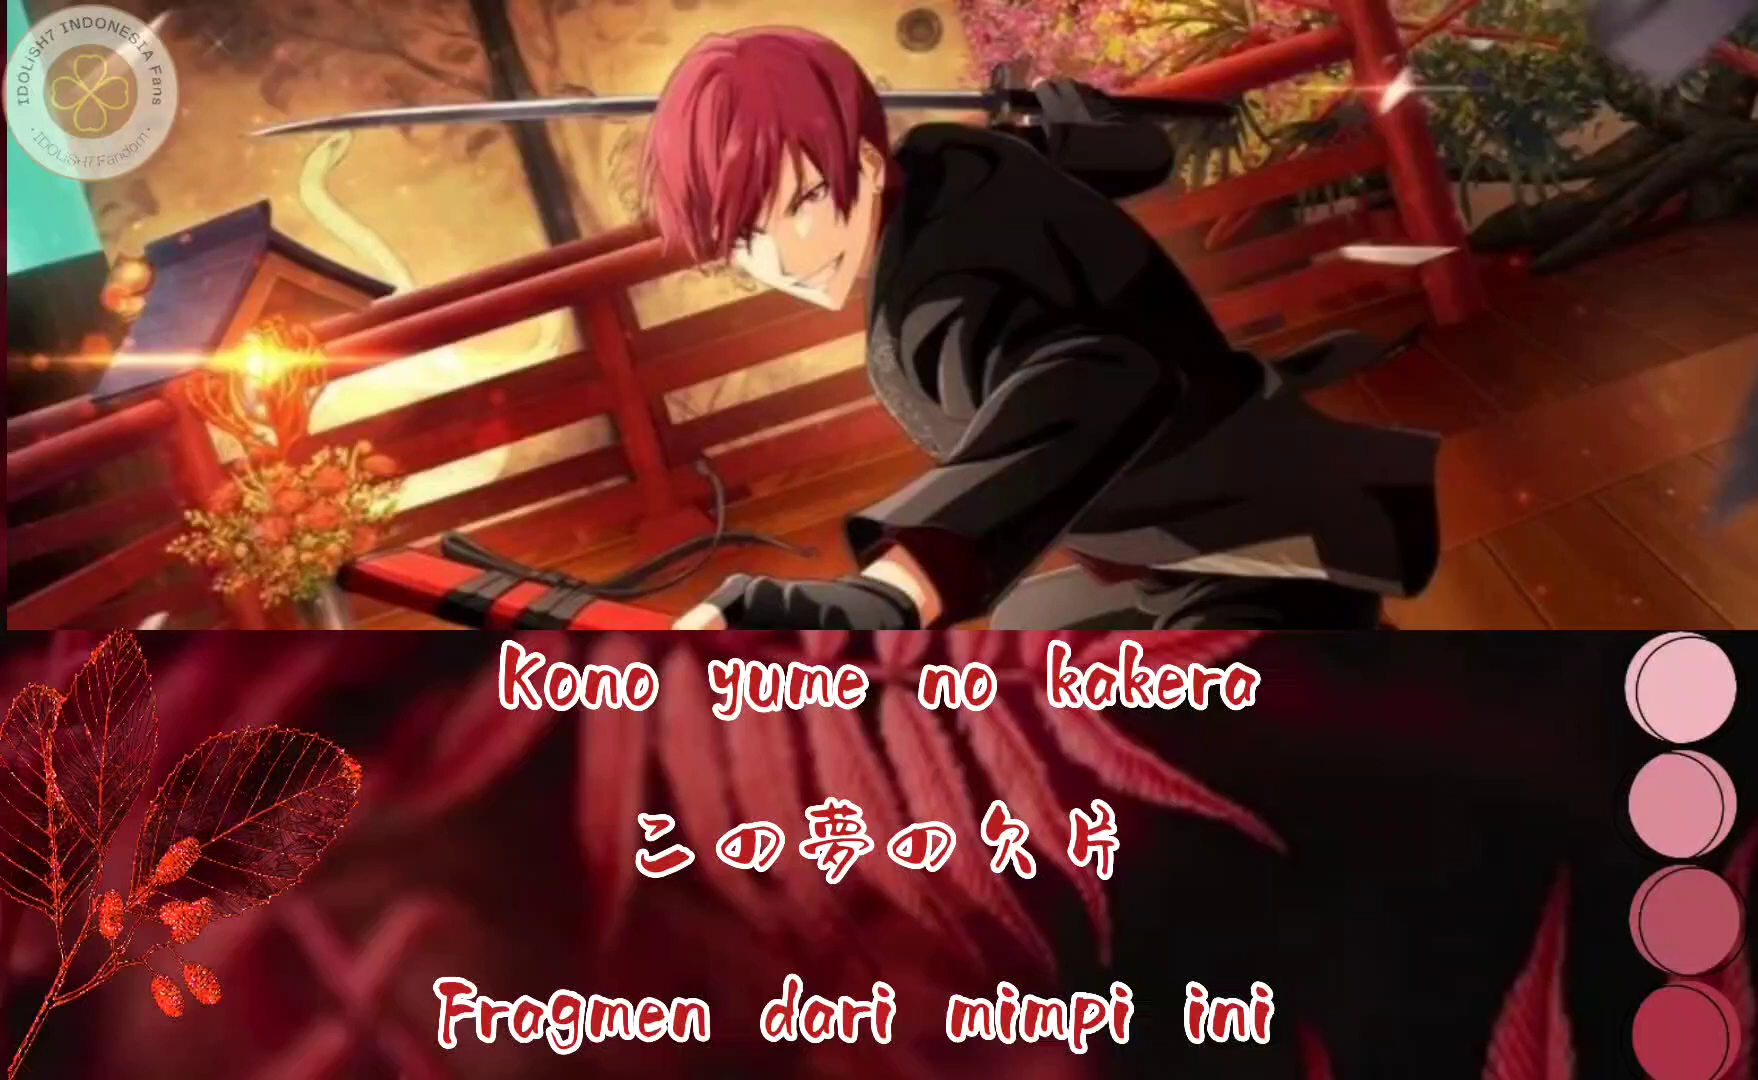 IDOLiSH7 INDONESIA Fans
· IDOLiSH7 Fandom ·
Kono yume no kakera
この夢の欠片
Fragmen dari mimpi ini